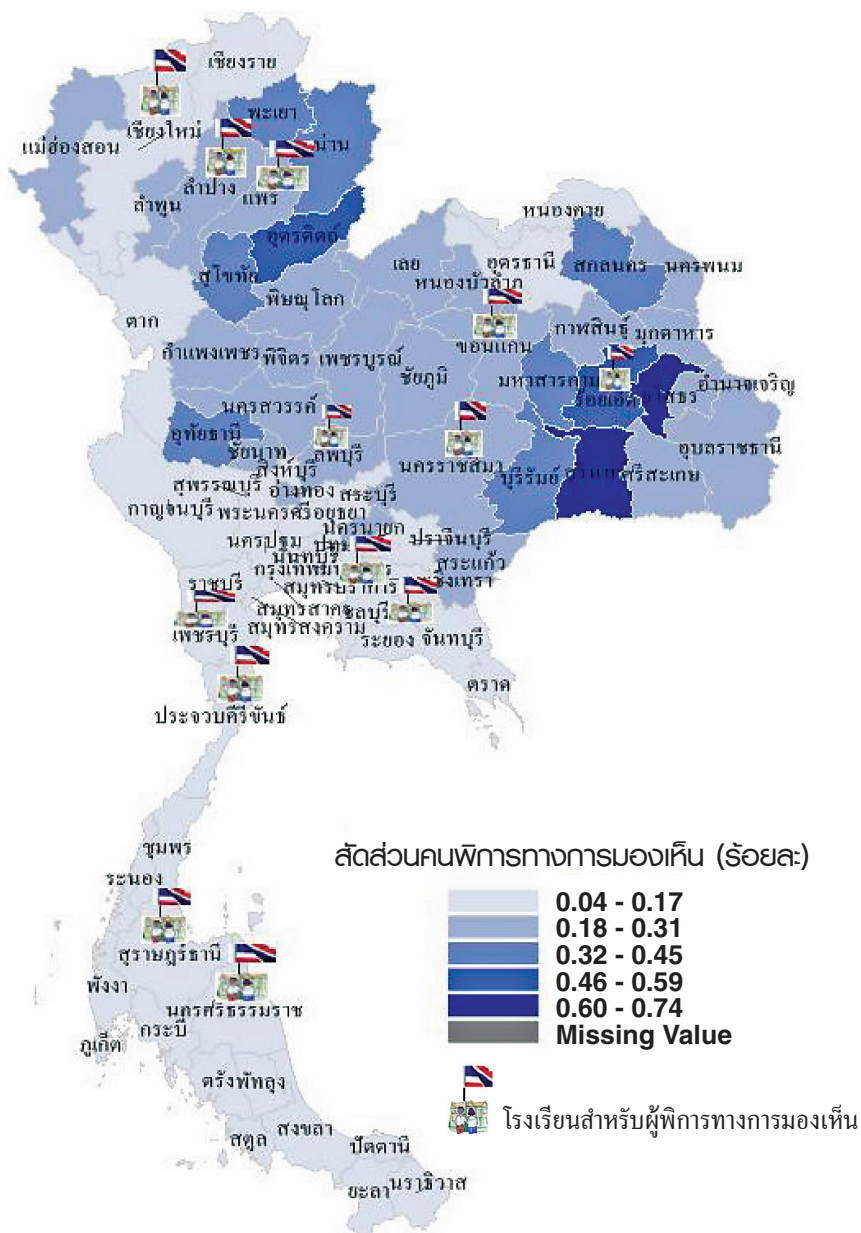 เชียงราย
พะเยา
เชียงใหม่
แม่ฮ่องสอน
น่าน
ลำปาง
แพร่
ลำพูน
หนองคาย
อุตรดิตถ์
เลย
อุดรธานี
สกลนคร
นครพนม
สุโขทัย
หนองบัวลำภู
พิษณุโลก
ตาก
กาฬสินธุ์
มุกดาหาร
ขอนแก่น
กำแพงเพชร
พิจิตร
เพชรบูรณ์
ชัยภูมิ
มหาสารคาม
อำนาจเจริญ
ร้อยเอ็ด
ยโสธร
นครสวรรค์
อุทัยธานี
ชัยนาท
ลพบุรี
อุบลราชธานี
สิงห์บุรี
นครราชสีมา
บุรีรัมย์
ศรีสะเกษ
สุพรรณบุรี
อ่างทอง
สระบุรี
กาญจนบุรี
พระนครศรีอยุธยา
นครนายก
นครปฐม
ปราจีนบุรี
นนทบุรี
สระแก้ว
สมุทรปราการ
ราชบุรี
สมุทรสาคร
ชลบุรี
เพชรบุรี
สมุทรสงคราม
ระยอง
จันทบุรี
ตราด
ประจวบคีรีขันธ์
ชุมพร
ระนอง
สุราษฎร์ธานี
พังงา
นครศรีธรรมราช
กระบี่
ภูเก็ต
ตรัง
พัทลุง
สตูล
สงขลา
ปัตตานี
ยะลา
นราธิวาส
สัดส่วนคนพิการทางการมองเห็น (ร้อยละ)
0.04 - 0.17
0.18 - 0.31
0.32 - 0.45
0.46 - 0.59
0.60 - 0.74
Missing Value
โรงเรียนสำหรับผู้พิการทางการมองเห็น